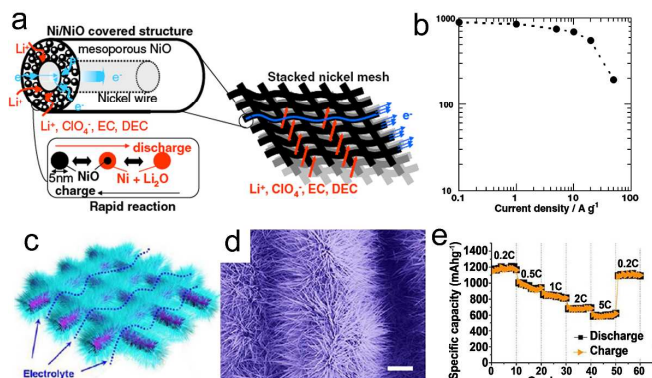 a
Ni/NiO covered structure
mesoporous NiO
Li⁺
e⁻
e⁻
Nickel wire
Li⁺
e⁻
Li⁺, ClO₄⁻, EC, DEC
discharge
5nm
NiO
Ni + Li₂O
charge
Rapid reaction
Stacked nickel mesh
e⁻
Li⁺, ClO₄⁻, EC, DEC
b
1000
100
0.1
1
10
100
Current density / A g⁻¹
c
Electrolyte
d
e
Specific capacity (mAhg⁻¹)
1400
1200
1000
800
600
400
200
0
0.2C
0.5C
1C
2C
5C
0.2C
Discharge
Charge
0
10
20
30
40
50
60